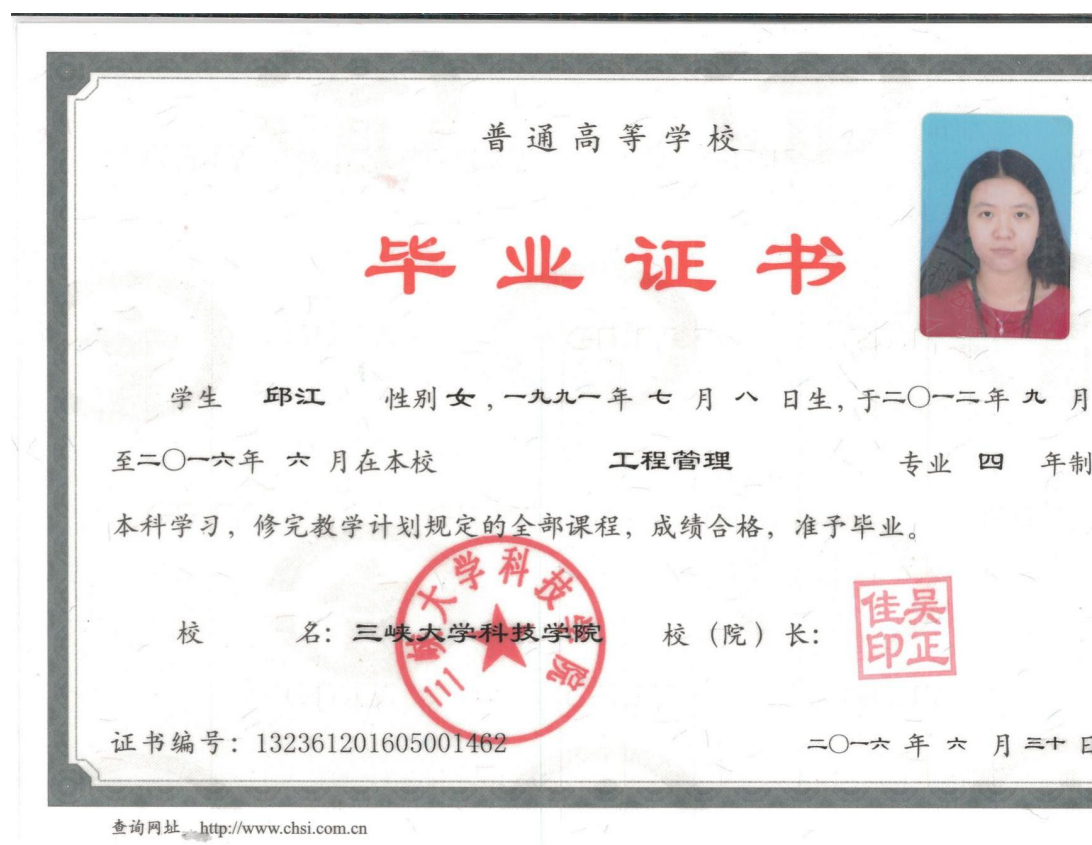 普通高等学校
毕业证书
学生 邱江 性别 女，一九九一年 七 月 八 日生，于二〇一二年 九 月
至二〇一六年 六 月在本校 工程管理 专业 四 年制
本科学习，修完教学计划规定的全部课程，成绩合格，准予毕业。
三峡大学科技学院
校 名：三峡大学科技学院 校（院）长：
吴正佳印
证书编号：132361201605001462 二〇一六 年 六 月 三十 日
查询网址 http://www.chsi.com.cn